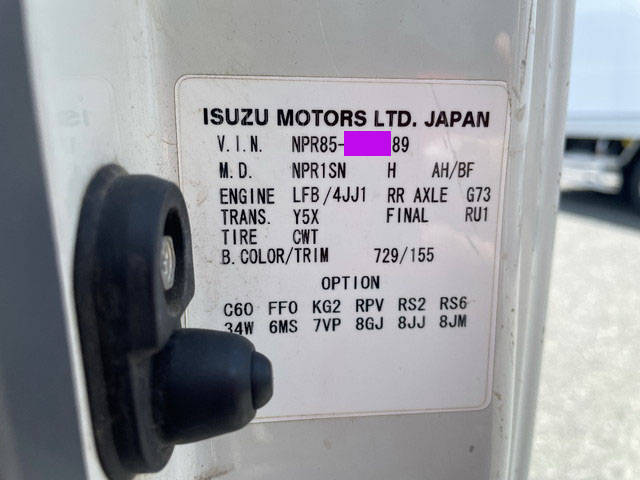 ISUZU MOTORS LTD. JAPAN
V.I.N. NPR85- 89
M.D. NPR1SN H AH/BF
ENGINE LFB/4JJ1 RR AXLE G73
TRANS. Y5X FINAL RU1
TIRE CWT
B.COLOR/TRIM 729/155
OPTION
C60 FFO KG2 RPV RS2 RS6
34W 6MS 7VP 8GJ 8JJ 8JM